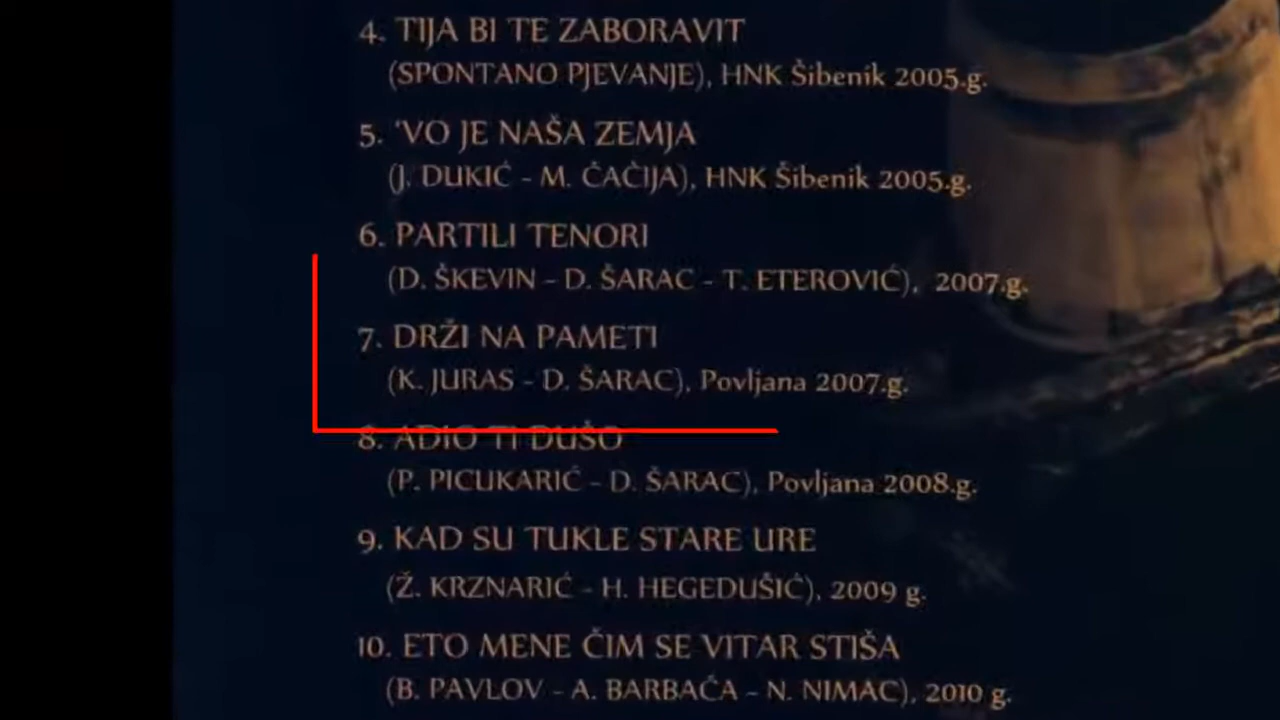 4. TIJA BI TE ZABORAVIT
(SPONTANO PJEVANJE), HNK Šibenik 2005.g.
5. 'VO JE NAŠA ZEMJA
(J. DUKIĆ - M. ČAČIJA), HNK Šibenik 2005.g.
6. PARTILI TENORI
(D. ŠKEVIN - D. ŠARAC - T. ETEROVIĆ), 2007.g.
7. DRŽI NA PAMETI
(K. JURAS - D. ŠARAC), Povljana 2007.g.
8. ADIO TI DUŠO
(P. PICUKARIĆ - D. ŠARAC), Povljana 2008.g.
9. KAD SU TUKLE STARE URE
(Ž. KRZNARIĆ - H. HEGEDUŠIĆ), 2009 g.
10. ETO MENE ČIM SE VITAR STIŠA
(B. PAVLOV - A. BARBAČA - N. NIMAC), 2010 g.